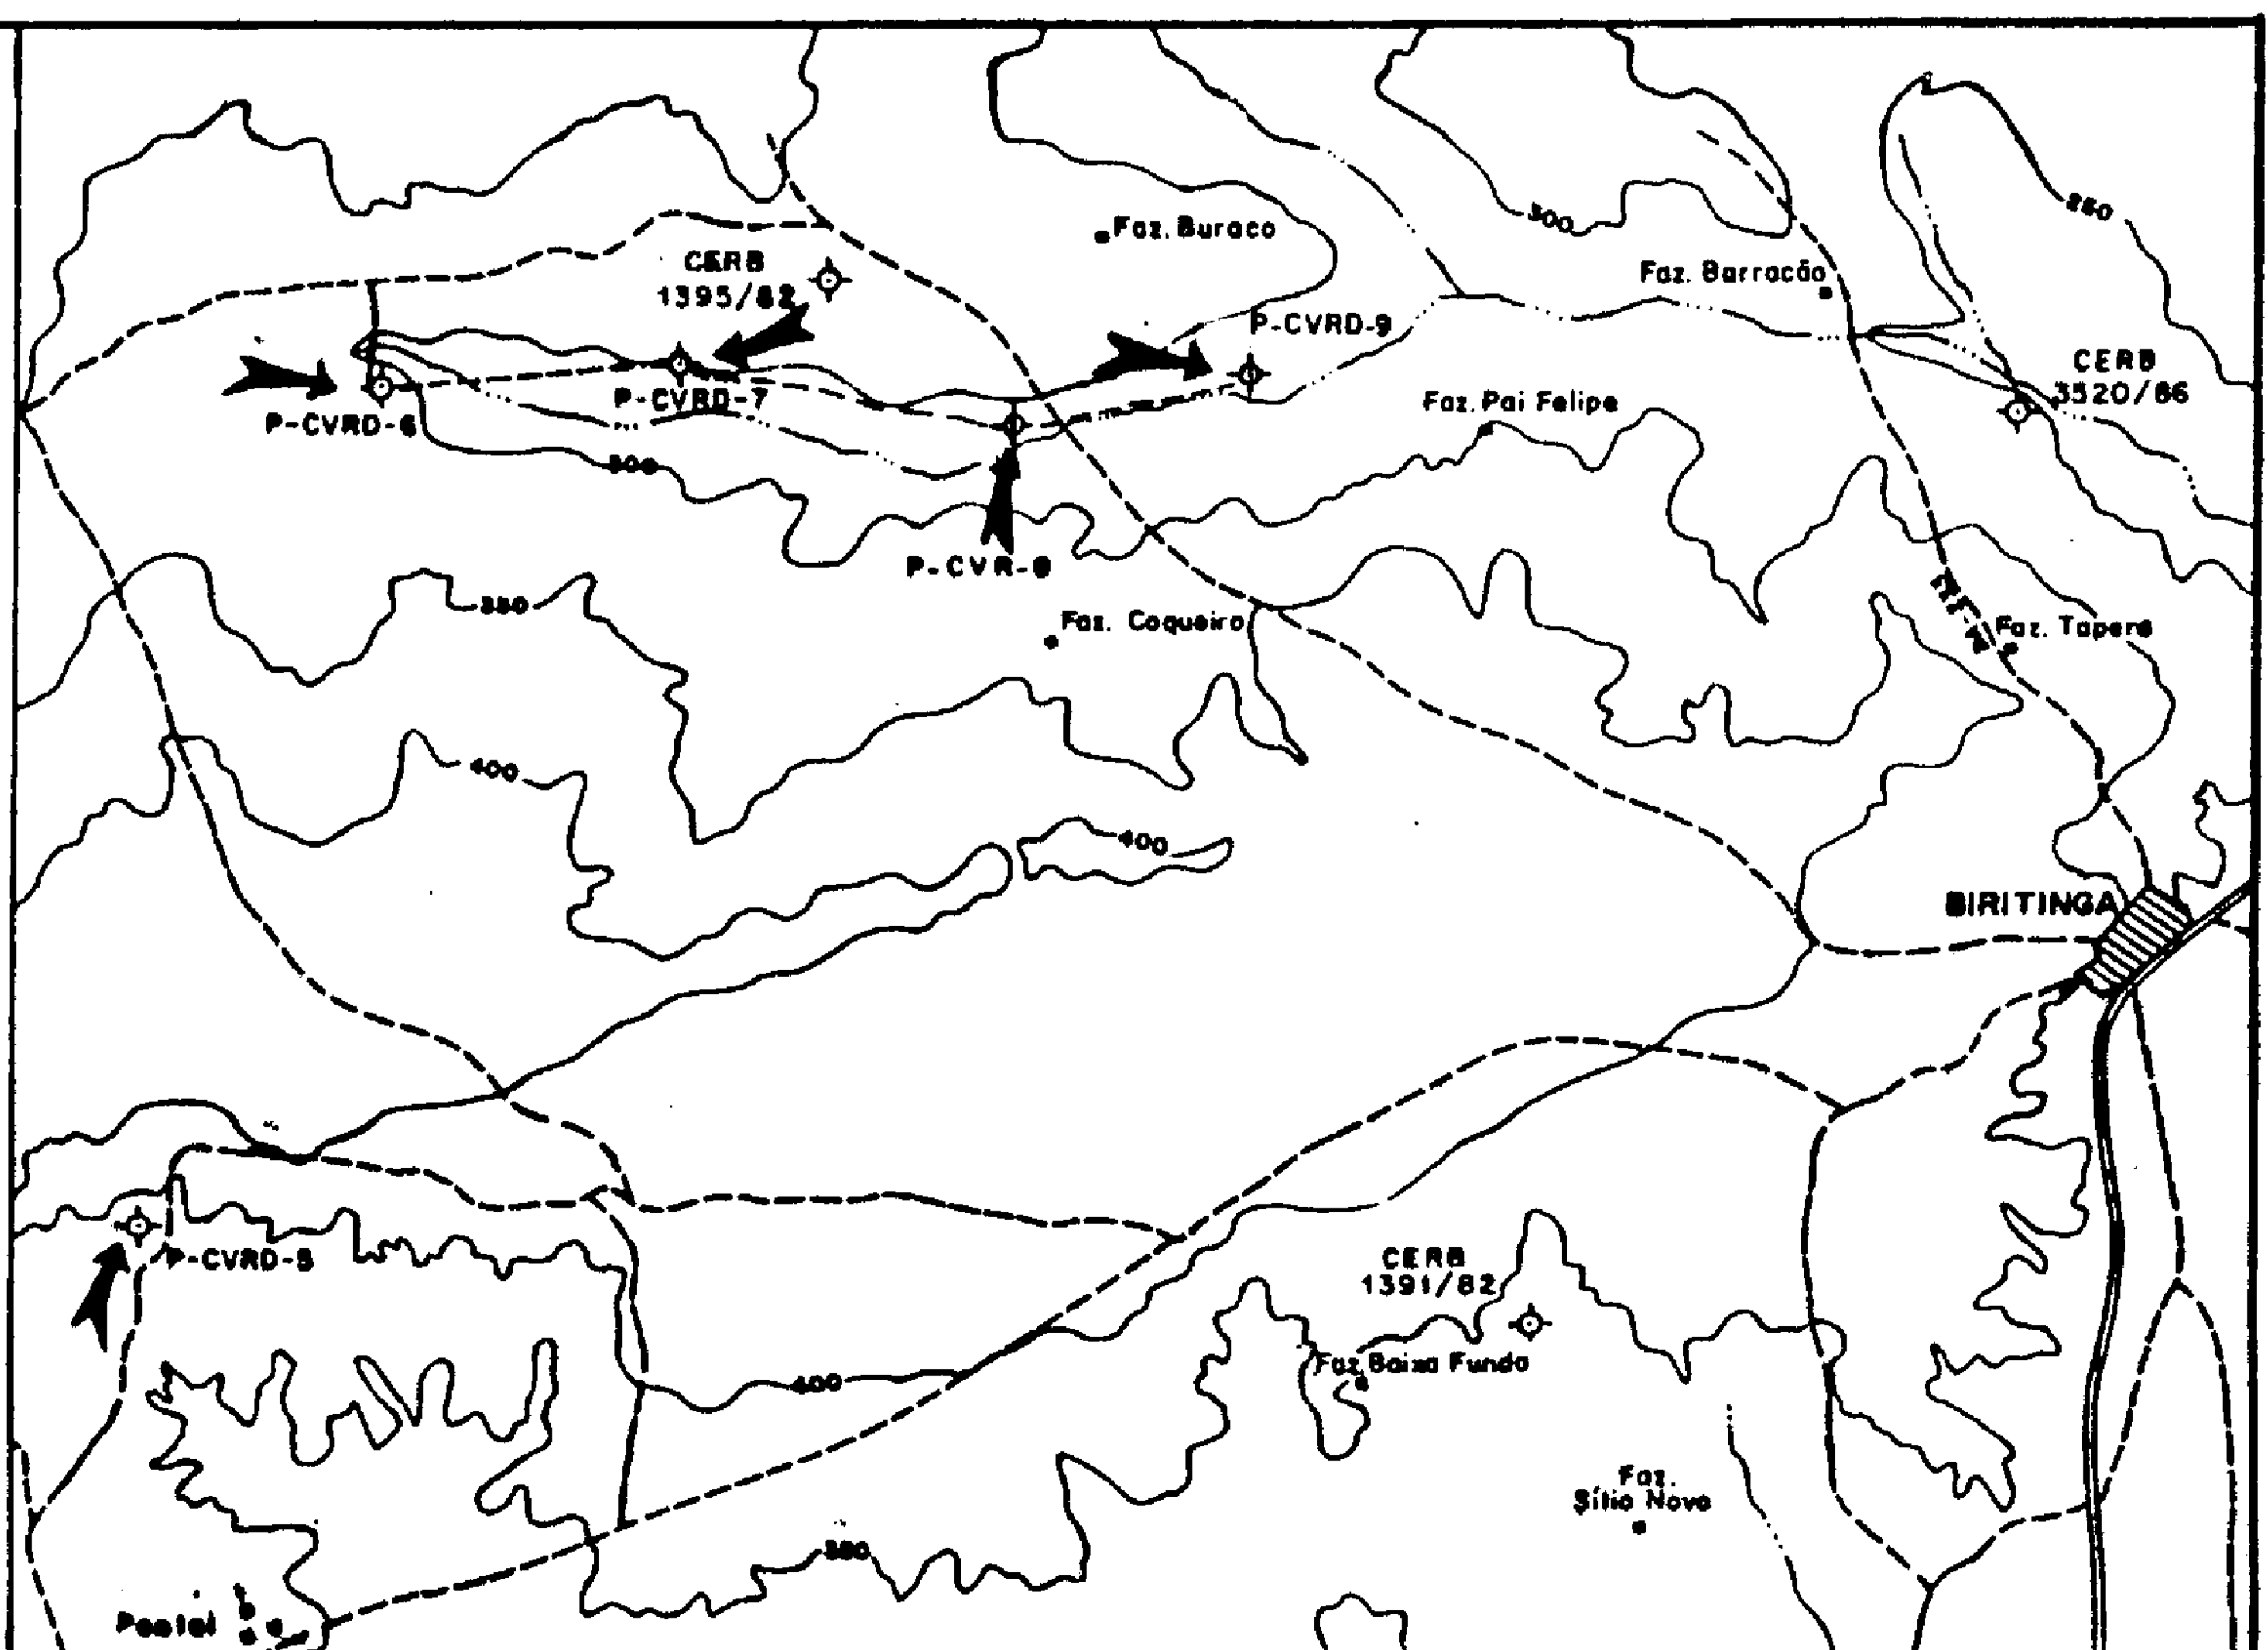 250
300
Faz. Buraco
CERB
1395/82
Faz. Barracão
P-CVRD-9
CERB
3520/86
P-CVRD-7
Faz. Pai Felipe
P-CVRD-6
300
P-CVR-8
350
Faz. Coqueiro
Faz. Tapera
400
400
BIRITINGA
P-CVRD-5
CERB
1391/82
Faz. Baixa Funda
400
Faz.
Sítio Novo
350